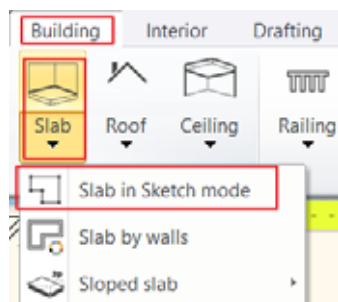 Building Interior Drafting
Slab Roof Ceiling Railing
Slab in Sketch mode
Slab by walls
Sloped slab